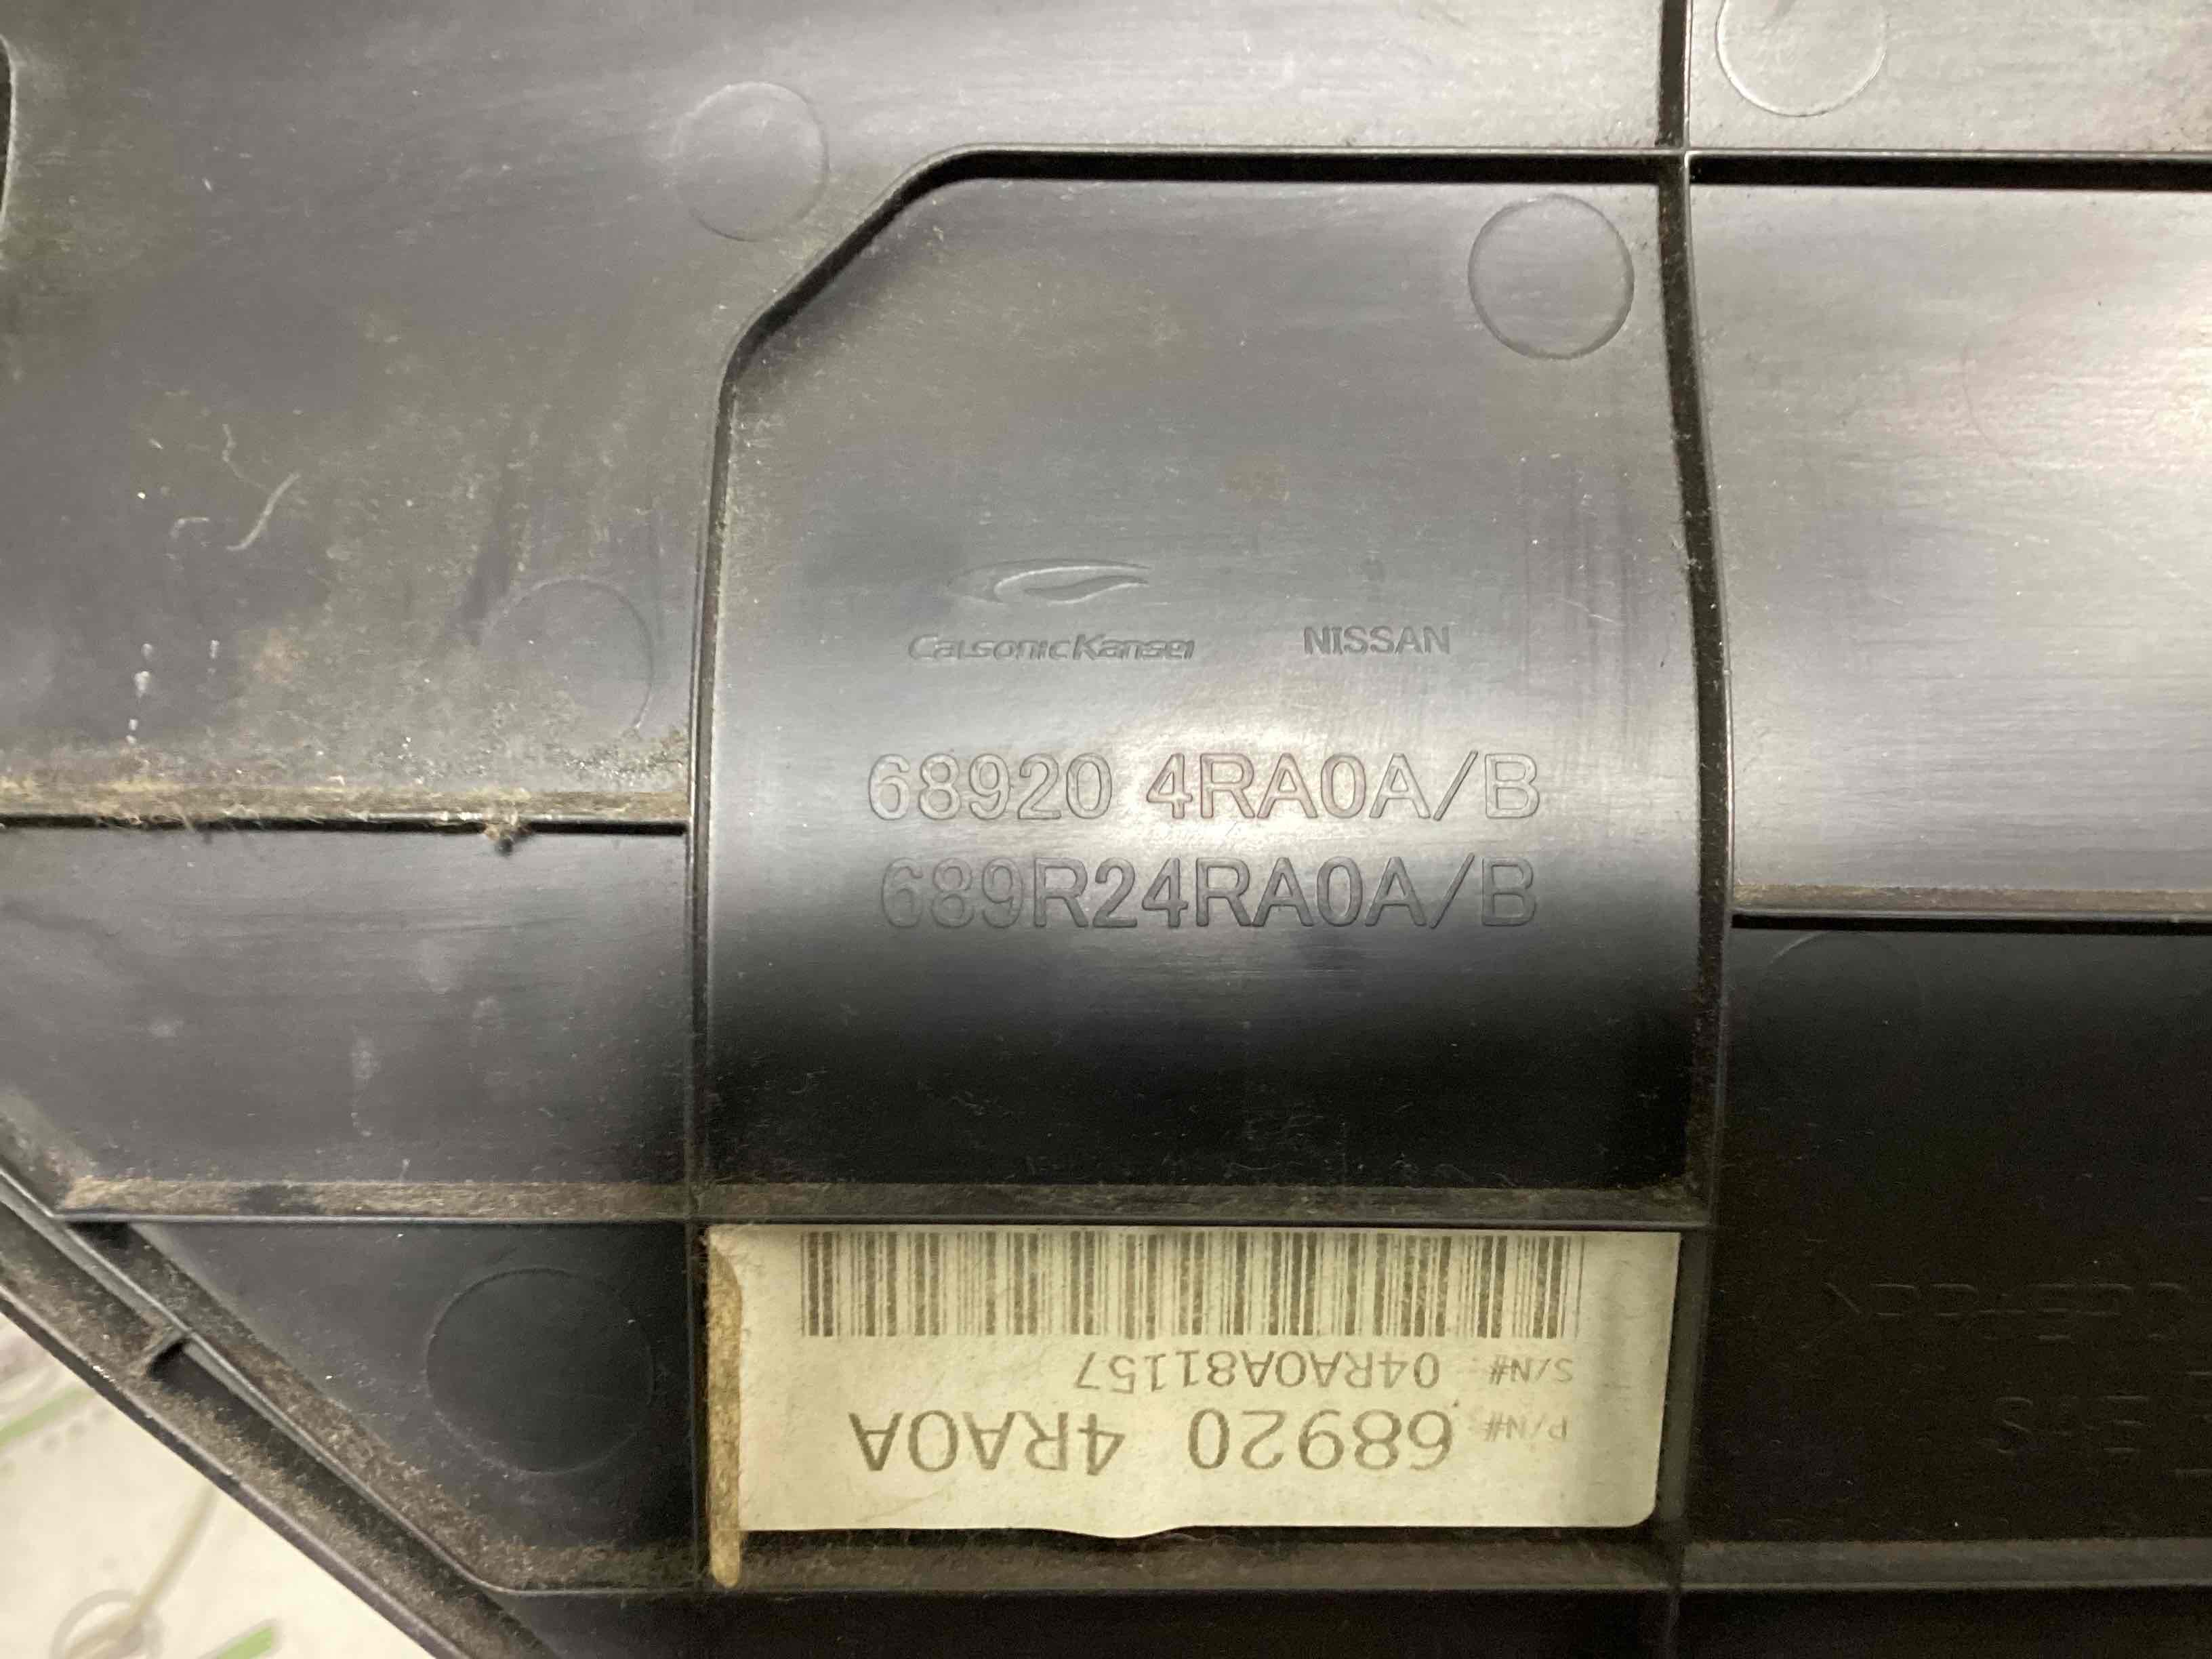 CalsonicKansei NISSAN
68920 4RA0A/B
689R24RA0A/B
P/N# 68920 4RA0A
S/N# 04RA0A81157